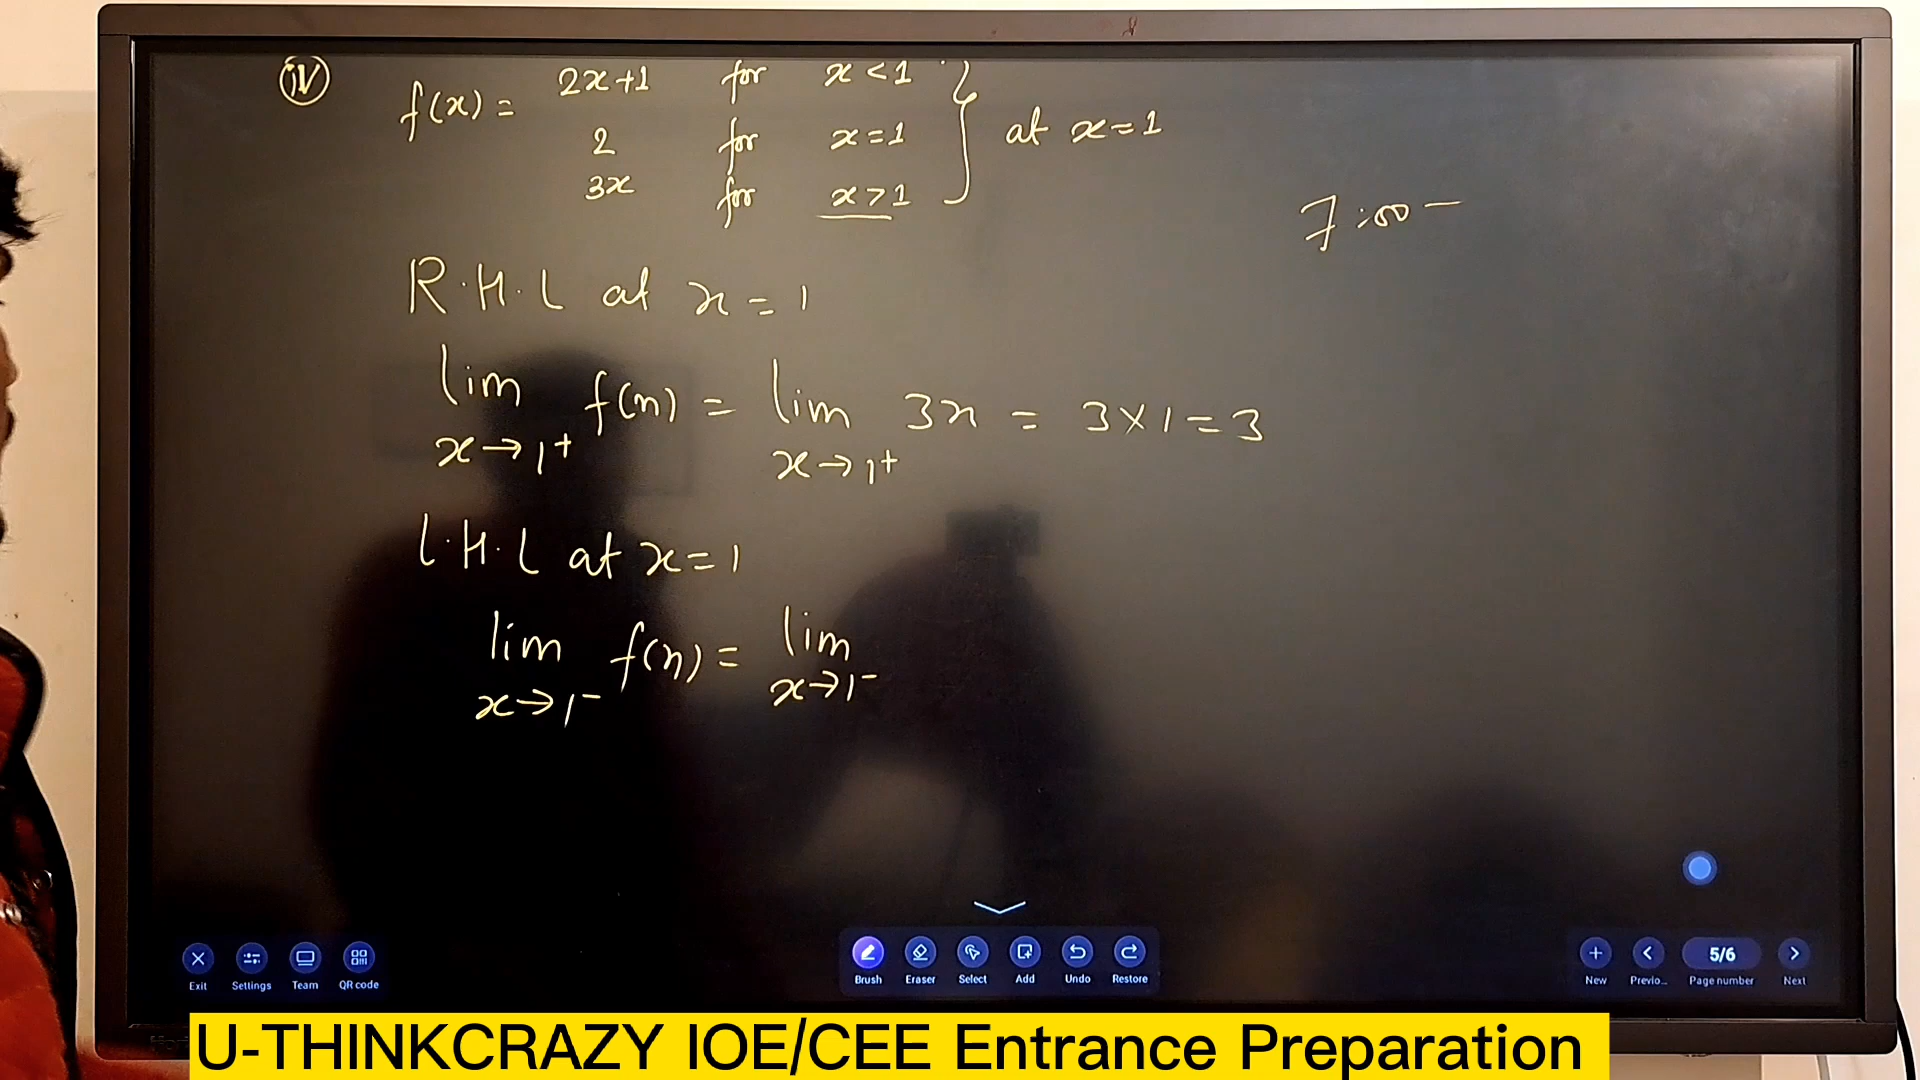 (iv) f(x) = 2x+1 for x < 1 } at x=1
2 for x=1
3x for x>1
7:00 –
R.H.L at x = 1
lim x→1+ f(x) = lim x→1+ 3x = 3×1=3
L.H.L at x=1
lim x→1- f(x) = lim x→1-
Exit Settings Team QR code
Brush Eraser Select Add Undo Restore
New Previo... 5/6 Page number Next
U-THINKCRAZY IOE/CEE Entrance Preparation